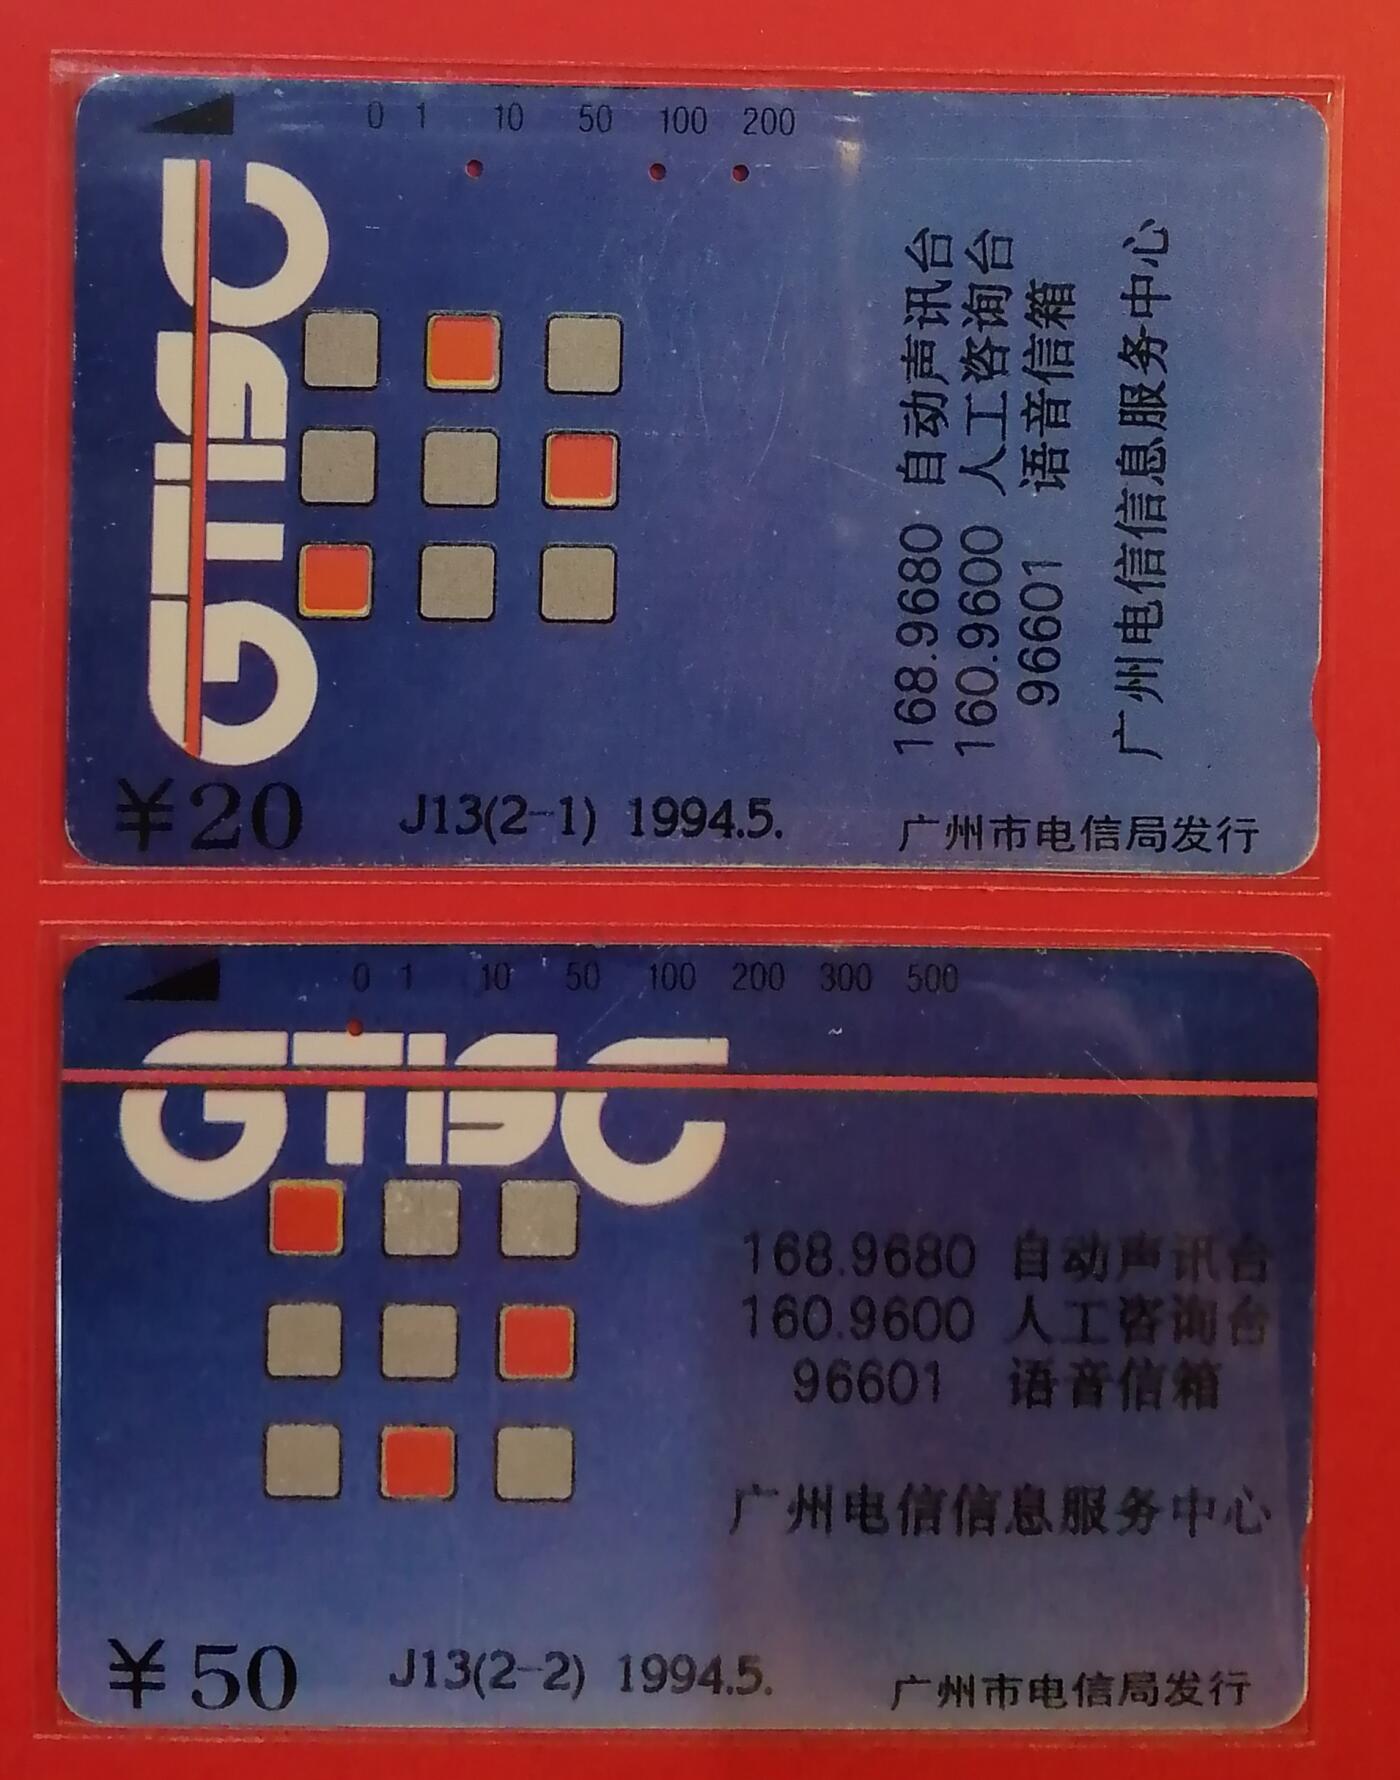 0 1 10 50 100 200
GTISC
168.9680 自动声讯台
160.9600 人工咨询台
96601 语音信箱
广州电信信息服务中心
¥20 J13(2-1) 1994.5. 广州市电信局发行
0 1 10 50 100 200 300 500
GTISC
168.9680 自动声讯台
160.9600 人工咨询台
96601 语音信箱
广州电信信息服务中心
¥50 J13(2-2) 1994.5. 广州市电信局发行